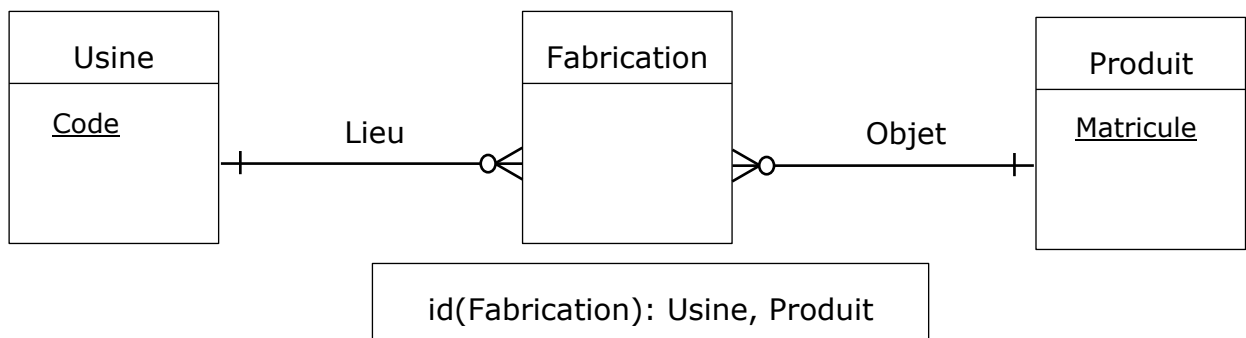 Usine
Code
Lieu
Fabrication
Objet
Produit
Matricule
id(Fabrication): Usine, Produit